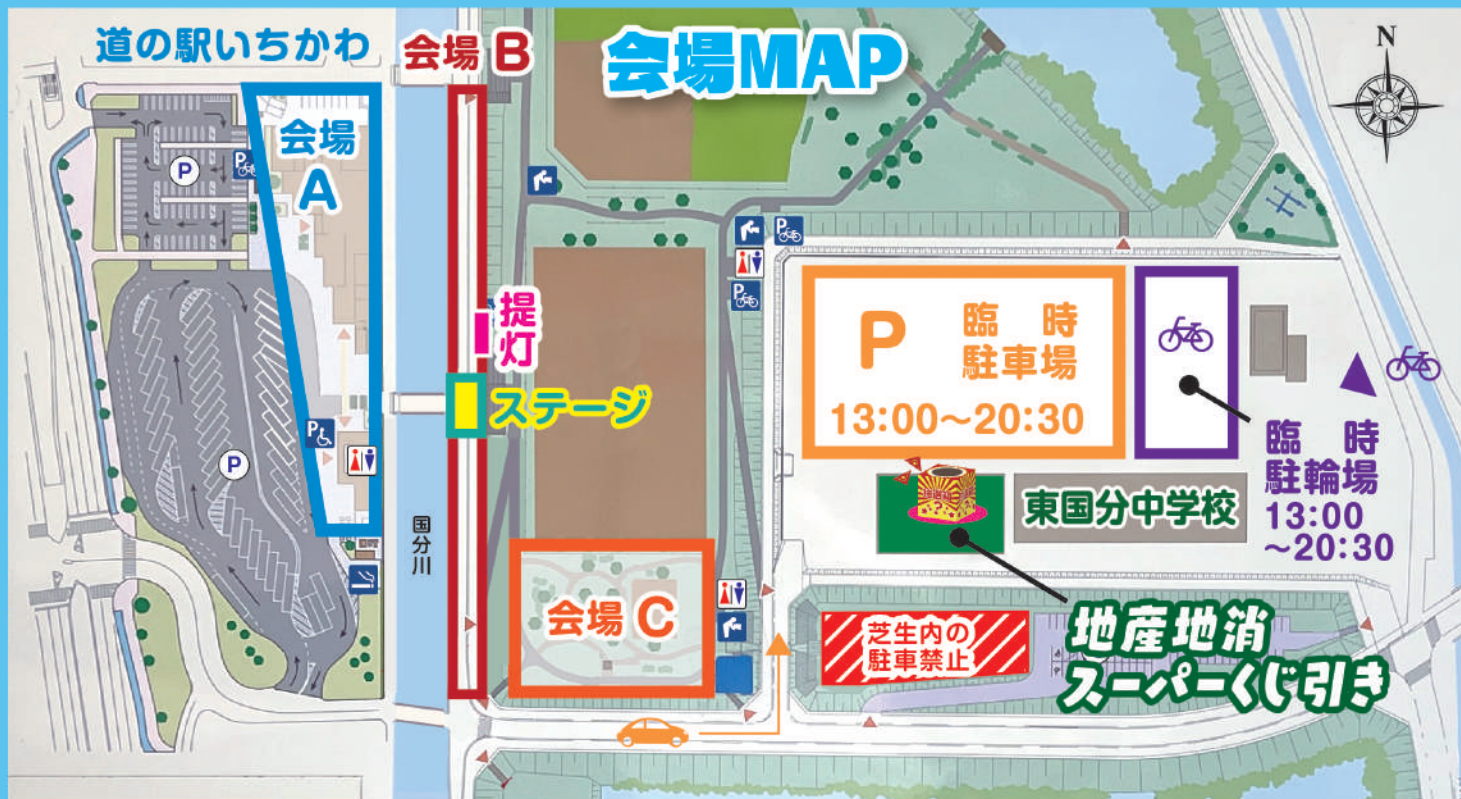 会場MAP
道の駅いちかわ
会場 B
N
会場
A
P
P
提
灯
ステージ
P
P
P
臨 時
駐車場
13:00～20:30
臨 時
駐輪場
13:00
～20:30
P
P
国分川
東国分中学校
会場 C
芝生内の
駐車禁止
地産地消
スーパーくじ引き